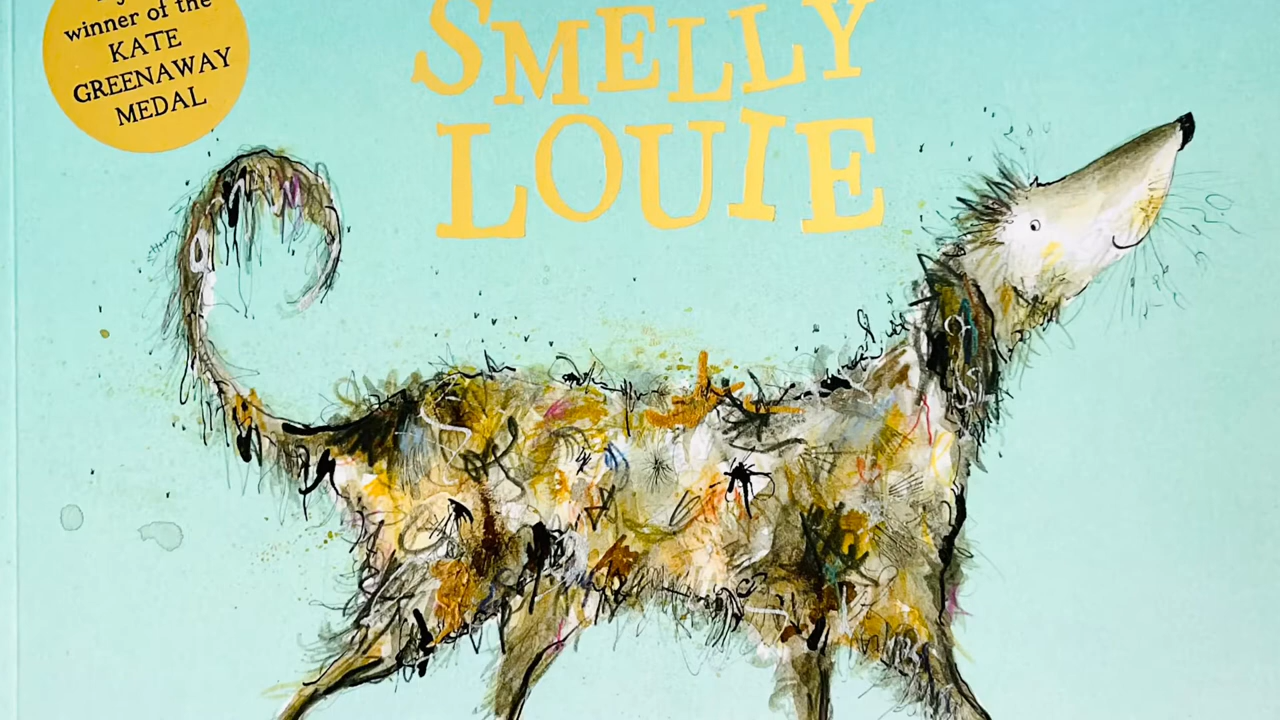 winner of the
KATE
GREENAWAY
MEDAL
SMELLY
LOUIE